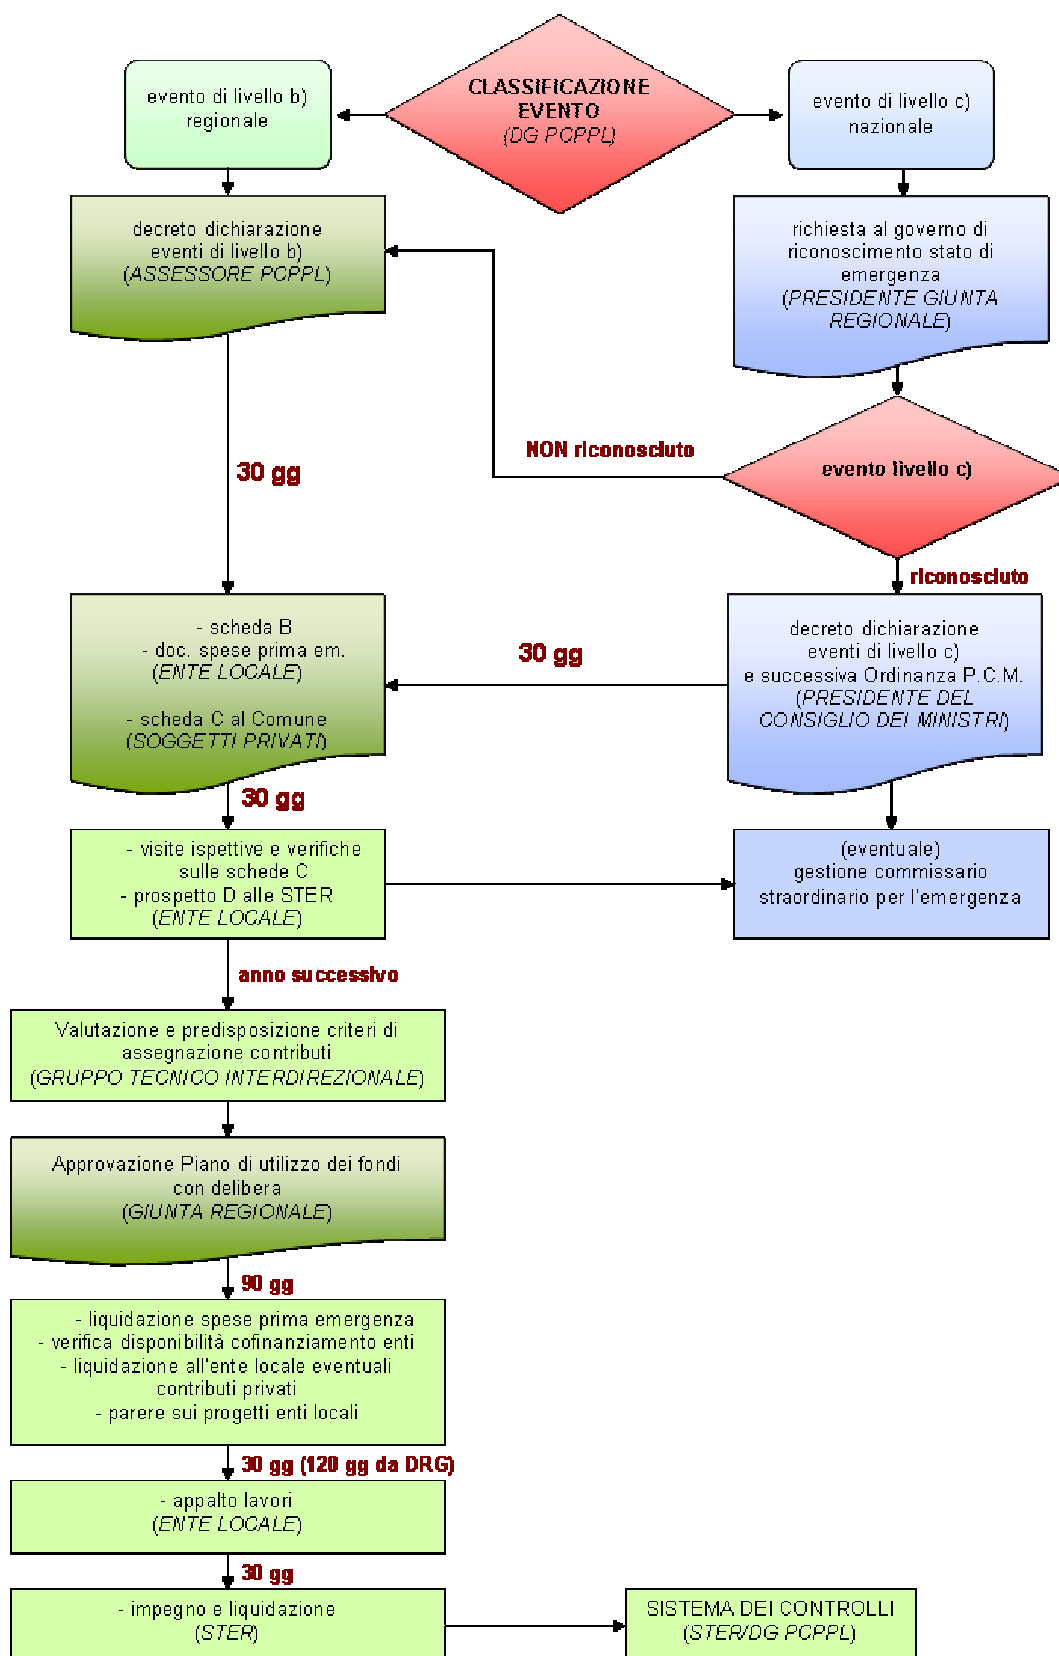 CLASSIFICAZIONE
EVENTO
(DG PCPPL)
evento di livello b)
regionale
evento di livello c)
nazionale
decreto dichiarazione
eventi di livello b)
(ASSESSORE PCPPL)
richiesta al governo di
riconoscimento stato di
emergenza
(PRESIDENTE GIUNTA
REGIONALE)
NON riconosciuto
evento livello c)
30 gg
riconosciuto
- scheda B
- doc. spese prima em.
(ENTE LOCALE)
- scheda C al Comune
(SOGGETTI PRIVATI)
30 gg
decreto dichiarazione
eventi di livello c)
e successiva Ordinanza P.C.M.
(PRESIDENTE DEL
CONSIGLIO DEI MINISTRI)
30 gg
- visite ispettive e verifiche
sulle schede C
- prospetto D alle STER
(ENTE LOCALE)
(eventuale)
gestione commissario
straordinario per l'emergenza
anno successivo
Valutazione e predisposizione criteri di
assegnazione contributi
(GRUPPO TECNICO INTERDIREZIONALE)
Approvazione Piano di utilizzo dei fondi
con delibera
(GIUNTA REGIONALE)
90 gg
- liquidazione spese prima emergenza
- verifica disponibilità cofinanziamento enti
- liquidazione all'ente locale eventuali
contributi privati
- parere sui progetti enti locali
30 gg (120 gg da DRG)
- appalto lavori
(ENTE LOCALE)
30 gg
- impegno e liquidazione
(STER)
SISTEMA DEI CONTROLLI
(STER/DG PCPPL)